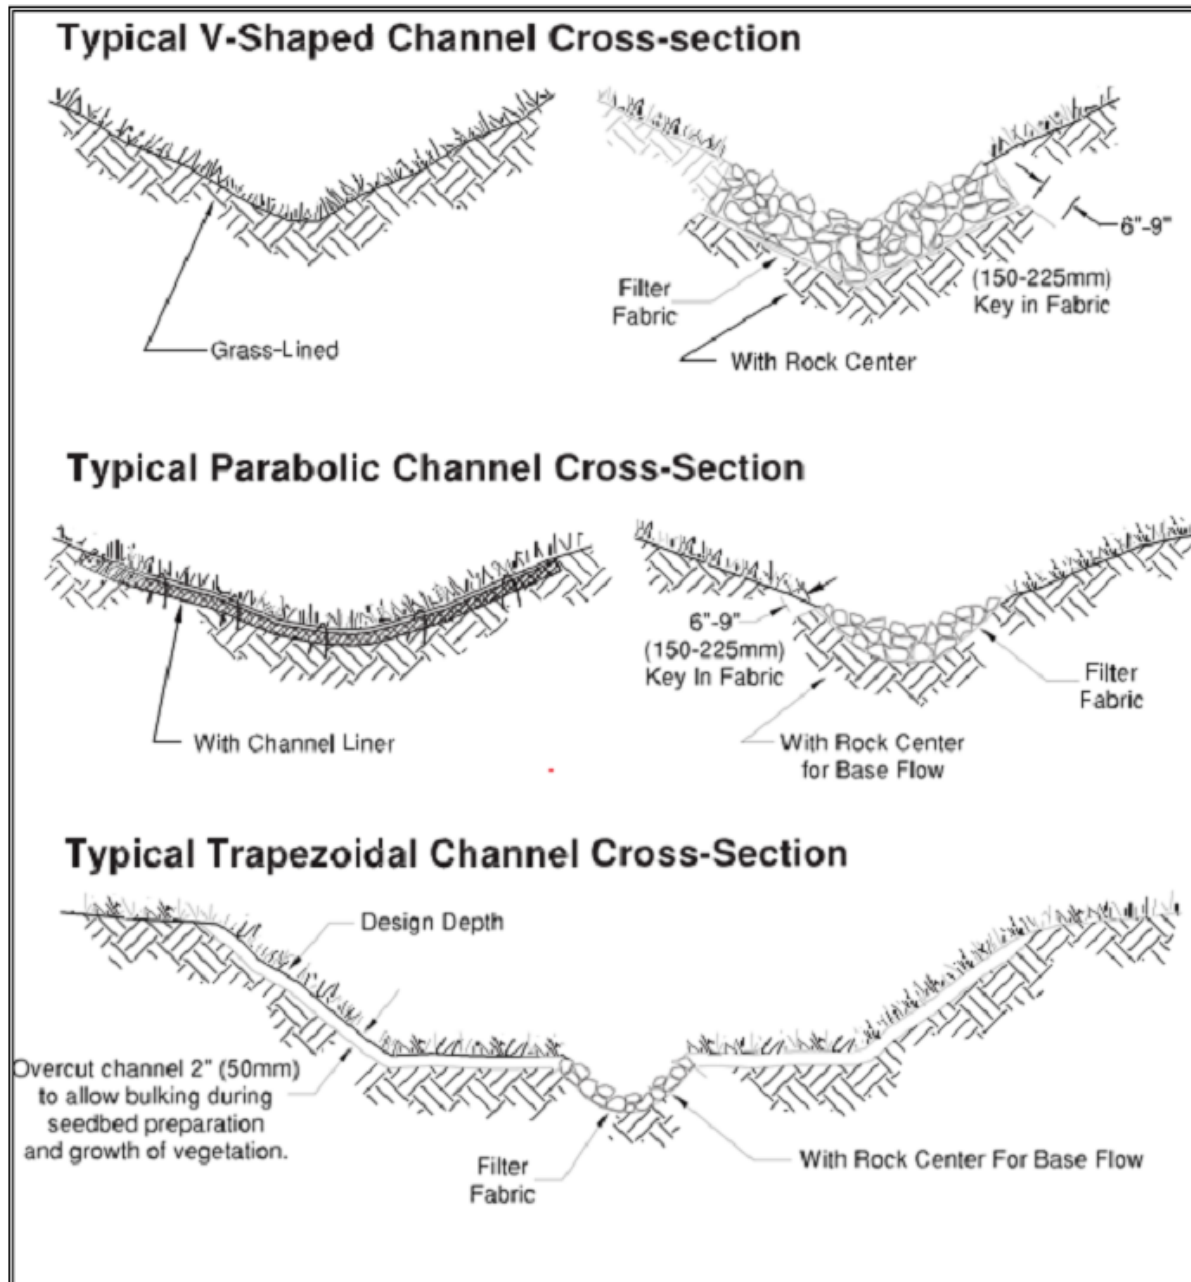 Typical V-Shaped Channel Cross-section
Grass-Lined
Filter
Fabric
With Rock Center
6"-9"
(150-225mm)
Key in Fabric
Typical Parabolic Channel Cross-Section
With Channel Liner
6"-9"
(150-225mm)
Key In Fabric
With Rock Center
for Base Flow
Filter
Fabric
Typical Trapezoidal Channel Cross-Section
Design Depth
Overcut channel 2" (50mm)
to allow bulking during
seedbed preparation
and growth of vegetation.
Filter
Fabric
With Rock Center For Base Flow